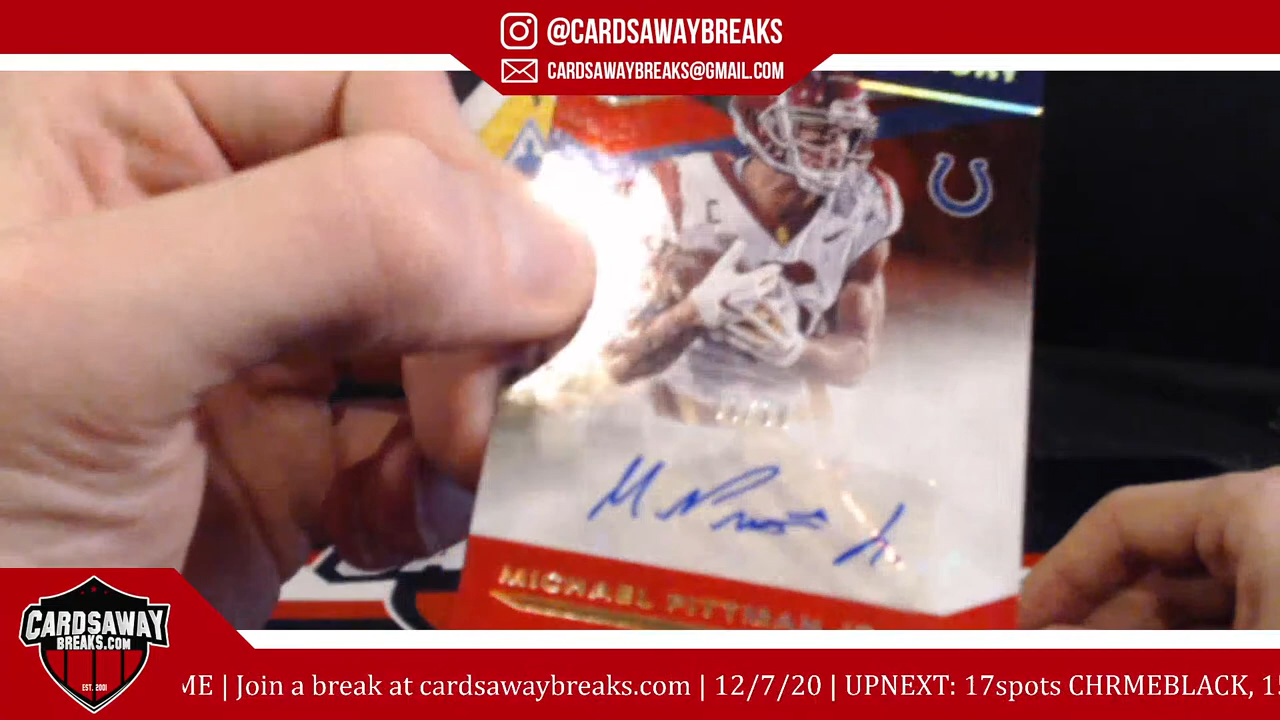 @CARDSAWAYBREAKS
CARDSAWAYBREAKS@GMAIL.COM
C
MICHAEL PITTMAN JR
CARDSAWAY
BREAKS.COM
EST. 2001
ME | Join a break at cardsawaybreaks.com | 12/7/20 | UPNEXT: 17spots CHRMEBLACK, 15